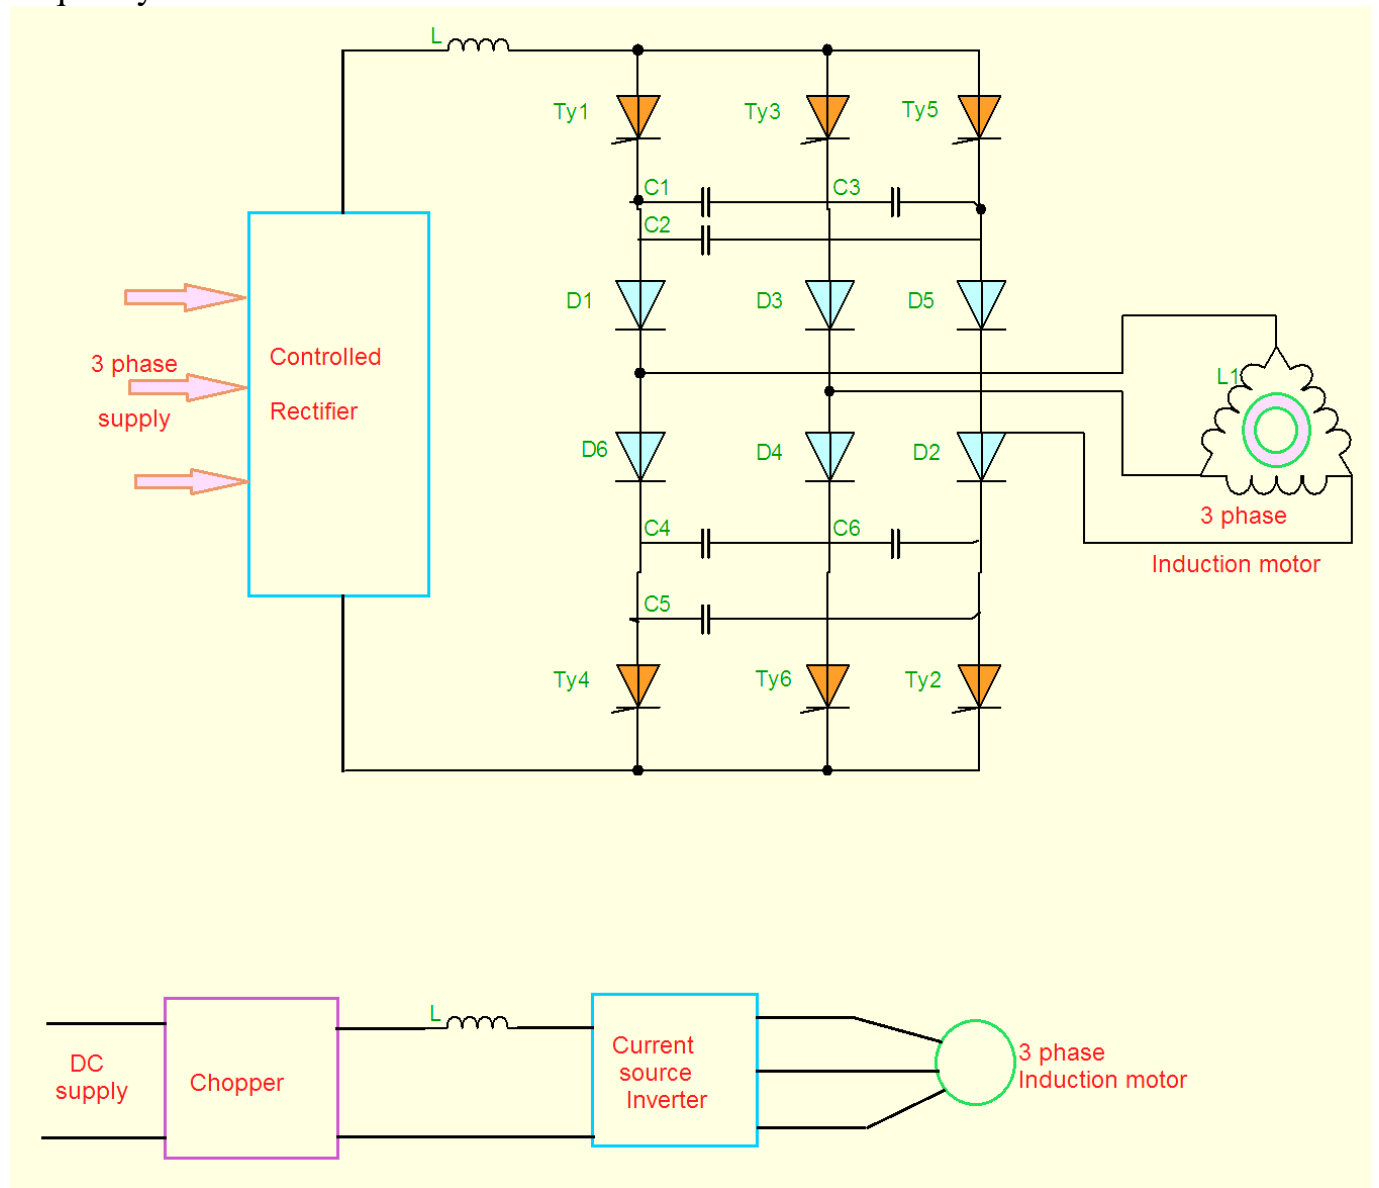 L
Ty1
Ty3
Ty5
C1
C3
C2
D1
D3
D5
3 phase
supply
Controlled
Rectifier
L1
D6
D4
D2
C4
C6
3 phase
Induction motor
C5
Ty4
Ty6
Ty2
L
DC
supply
Chopper
Current
source
Inverter
3 phase
Induction motor